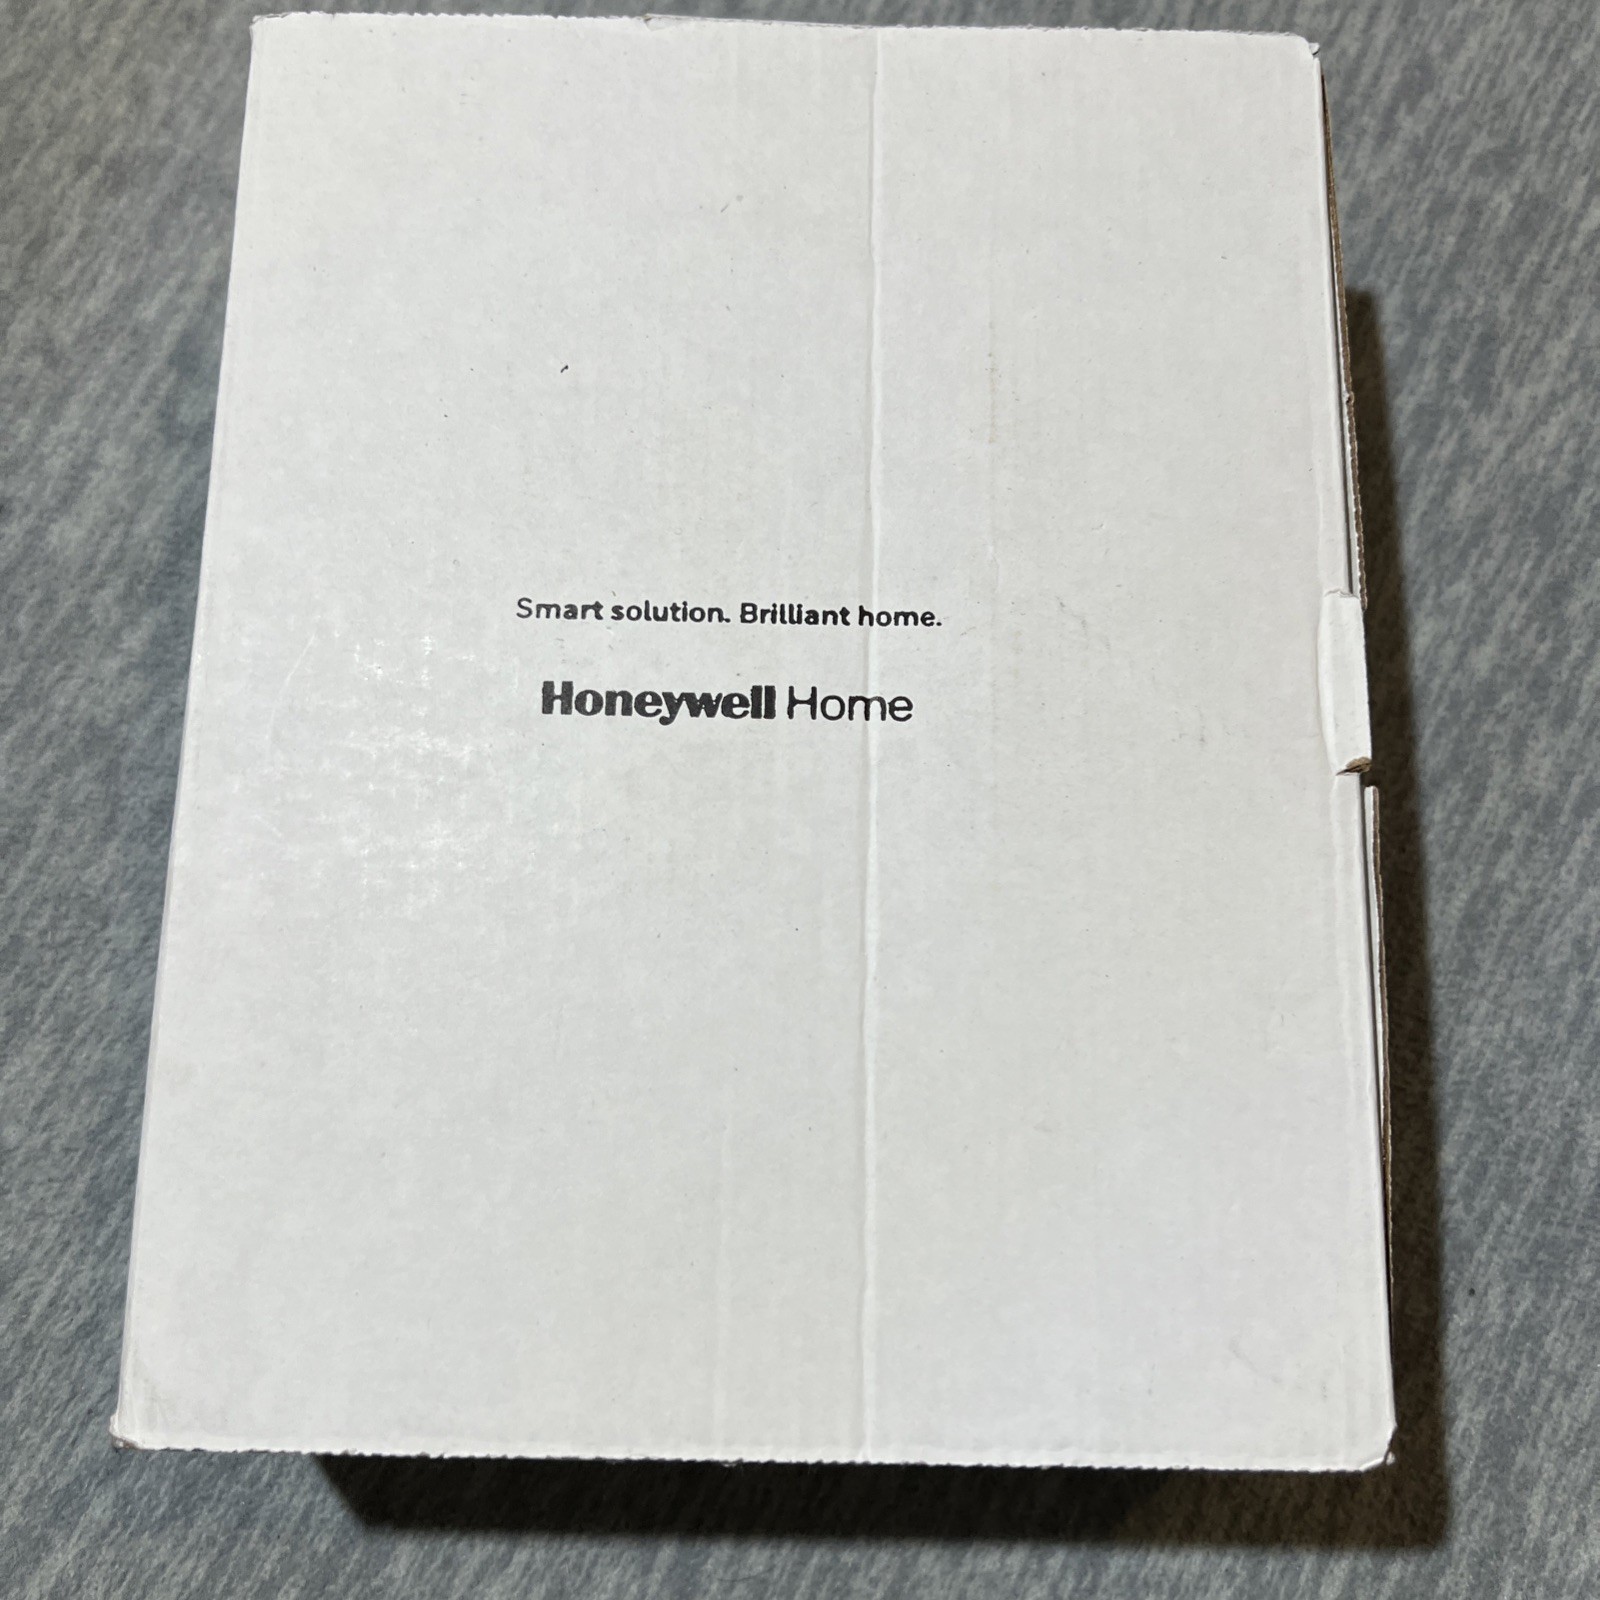 Smart solution. Brilliant home.
Honeywell Home